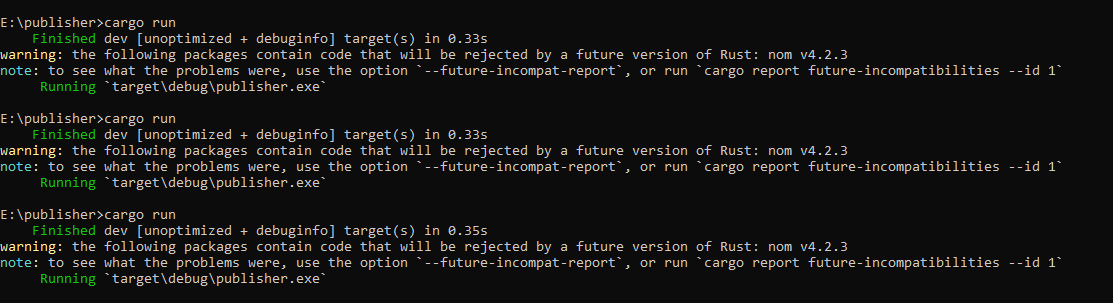 E:\publisher>cargo run
    Finished dev [unoptimized + debuginfo] target(s) in 0.33s
warning: the following packages contain code that will be rejected by a future version of Rust: nom v4.2.3
note: to see what the problems were, use the option `--future-incompat-report`, or run `cargo report future-incompatibilities --id 1`
     Running `target\debug\publisher.exe`
E:\publisher>cargo run
    Finished dev [unoptimized + debuginfo] target(s) in 0.33s
warning: the following packages contain code that will be rejected by a future version of Rust: nom v4.2.3
note: to see what the problems were, use the option `--future-incompat-report`, or run `cargo report future-incompatibilities --id 1`
     Running `target\debug\publisher.exe`
E:\publisher>cargo run
    Finished dev [unoptimized + debuginfo] target(s) in 0.35s
warning: the following packages contain code that will be rejected by a future version of Rust: nom v4.2.3
note: to see what the problems were, use the option `--future-incompat-report`, or run `cargo report future-incompatibilities --id 1`
     Running `target\debug\publisher.exe`